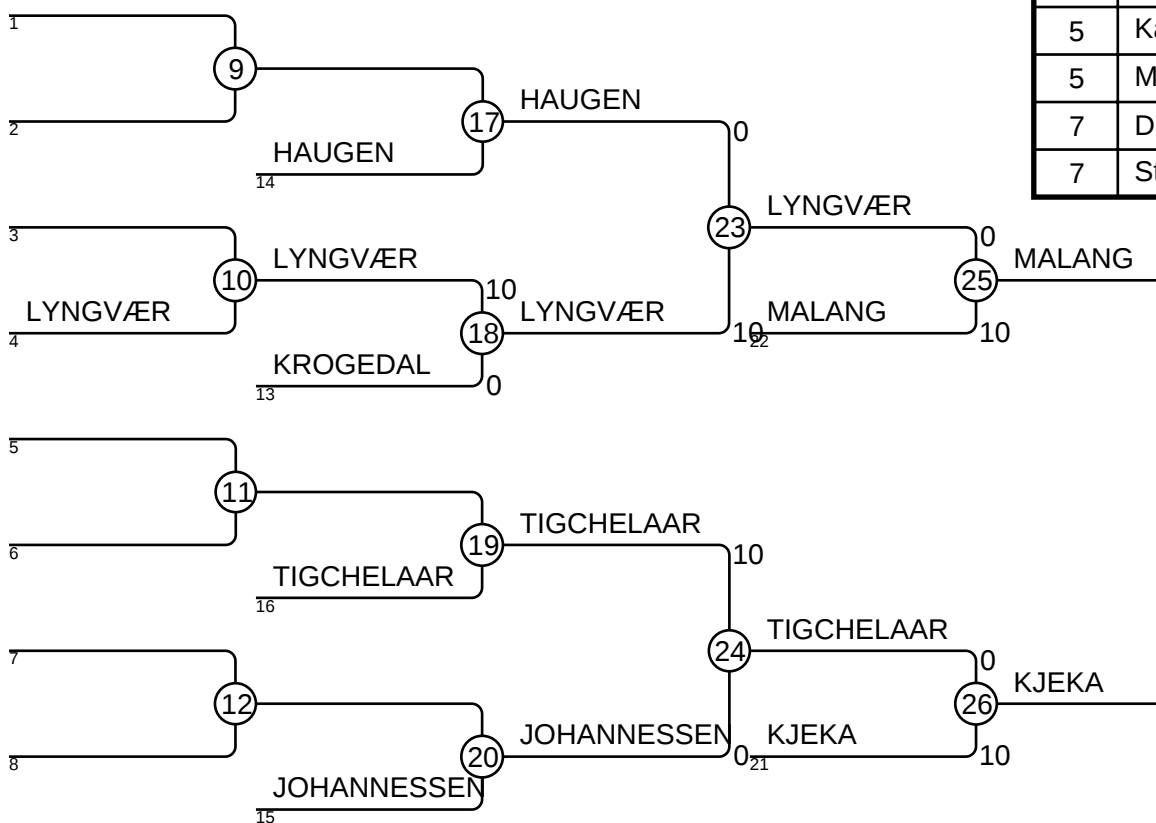 1
5 Ka
9
5 M
HAUGEN
17
0
2
7 D
HAUGEN
14
7 St
3
LYNGVÆR
23
0
LYNGVÆR
10
10
MALANG
25
LYNGVÆR
4
18
LYNGVÆR
10
22
MALANG
10
KROGEDAL
13
0
5
11
TIGCHELAAR
19
10
6
TIGCHELAAR
16
7
TIGCHELAAR
24
0
12
KJEKA
26
JOHANNESSEN
20
0
21
KJEKA
10
8
JOHANNESSEN
15